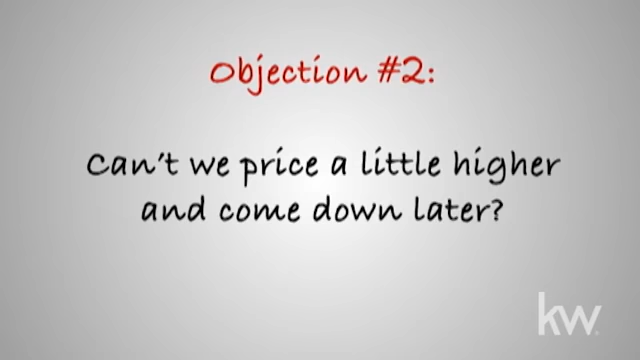 Objection #2:
Can't we price a little higher
and come down later?
kw